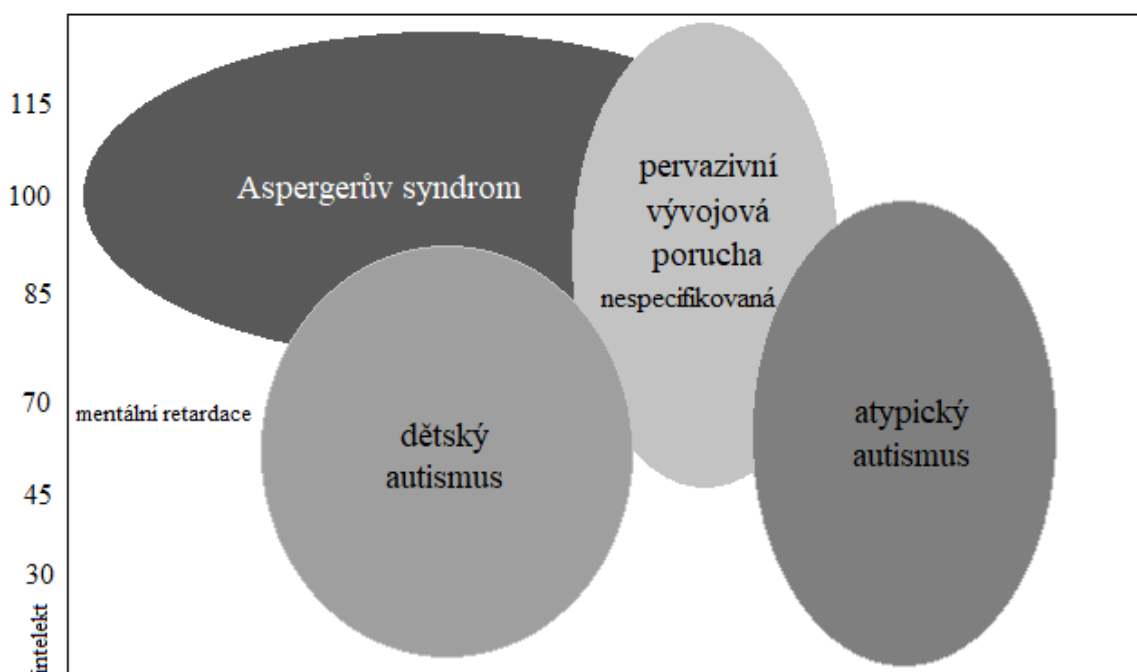 115
100
85
70
45
30
intelekt
mentální retardace
Aspergerův syndrom
pervazivní
vývojová
porucha
nespecifikovaná
dětský
autismus
atypický
autismus